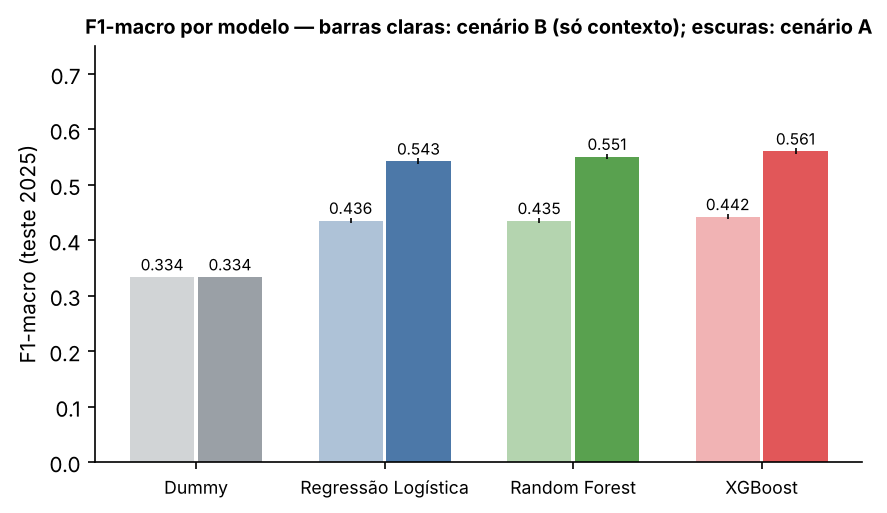 F1-macro por modelo — barras claras: cenário B (só contexto); escuras: cenário A
F1-macro (teste 2025)
0.7
0.6
0.5
0.4
0.3
0.2
0.1
0.0
0.334
0.334
0.436
0.543
0.435
0.551
0.442
0.561
Dummy
Regressão Logística
Random Forest
XGBoost